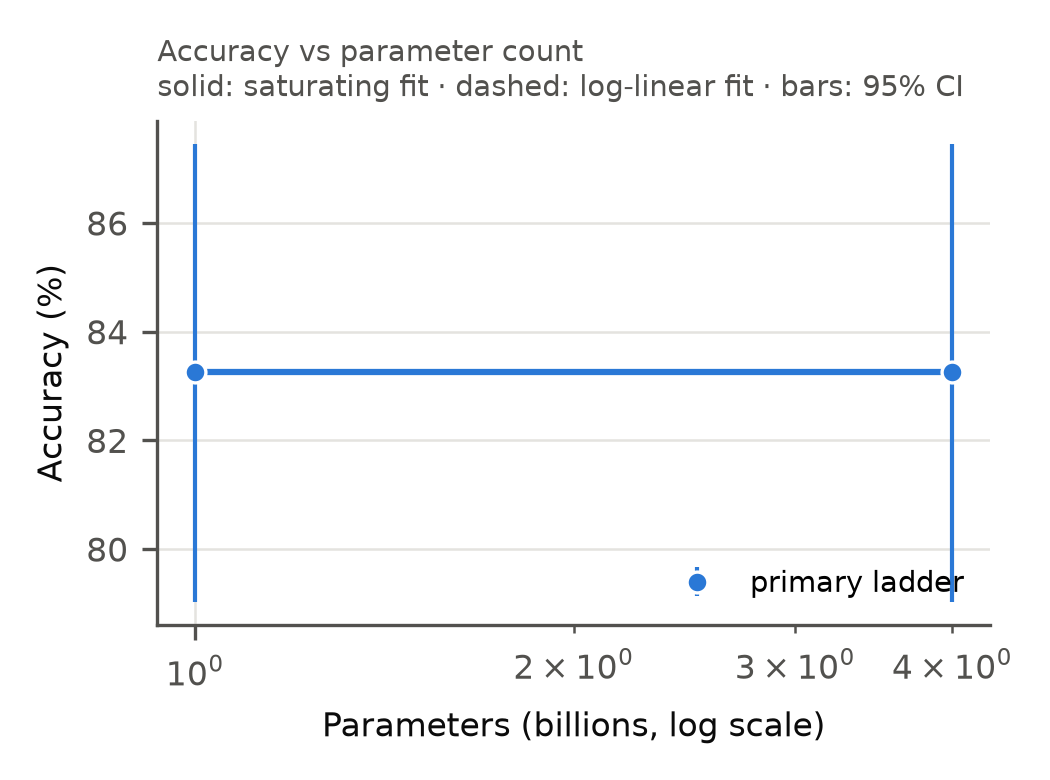 Accuracy vs parameter count
solid: saturating fit · dashed: log-linear fit · bars: 95% CI
Accuracy (%)
86
84
82
80
primary ladder
10⁰
2 × 10⁰
3 × 10⁰
4 × 10⁰
Parameters (billions, log scale)